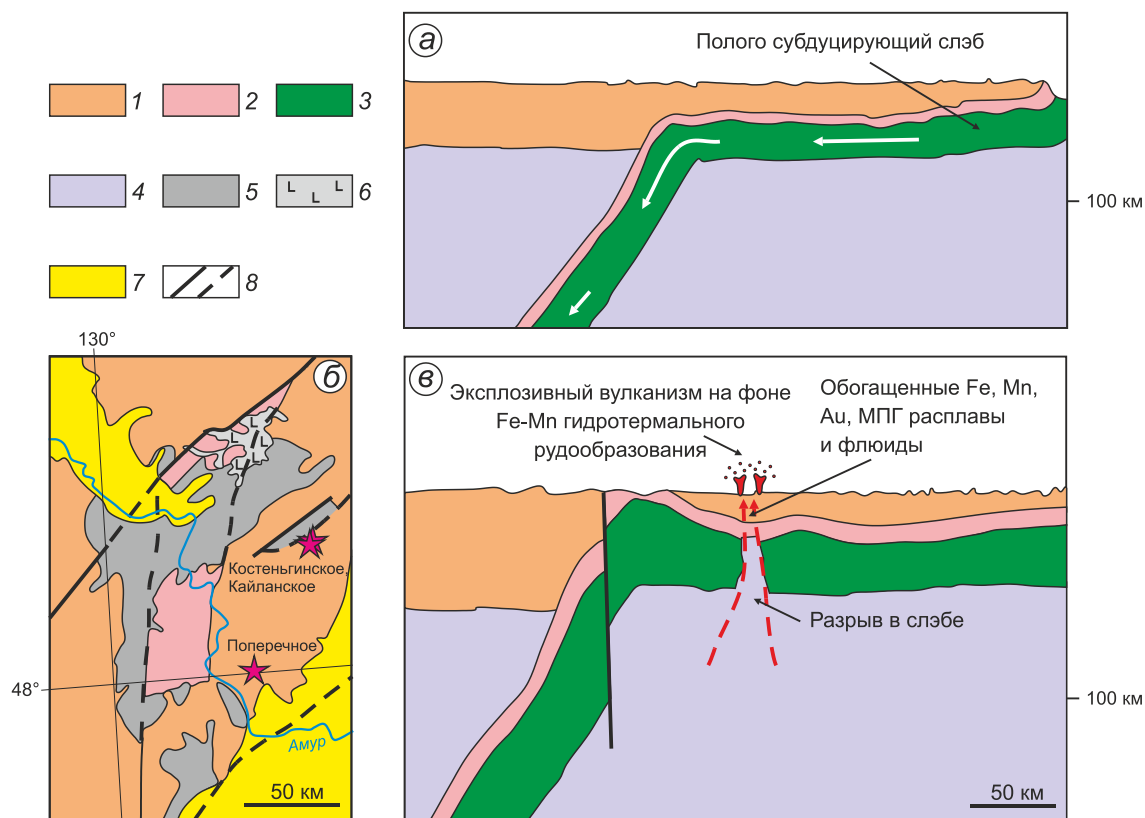 1
2
3
4
5
6
L
L
L
7
8
а
Полого субдуцирующий слэб
100 км
130°
б
L
L
L
L
L
Костеньгинское,
Кайланское
Поперечное
48°
Амур
50 км
в
Эксплозивный вулканизм на фоне
Fe-Mn гидротермального
рудообразования
Обогащенные Fe, Mn,
Au, МПГ расплавы
и флюиды
Разрыв в слэбе
100 км
50 км